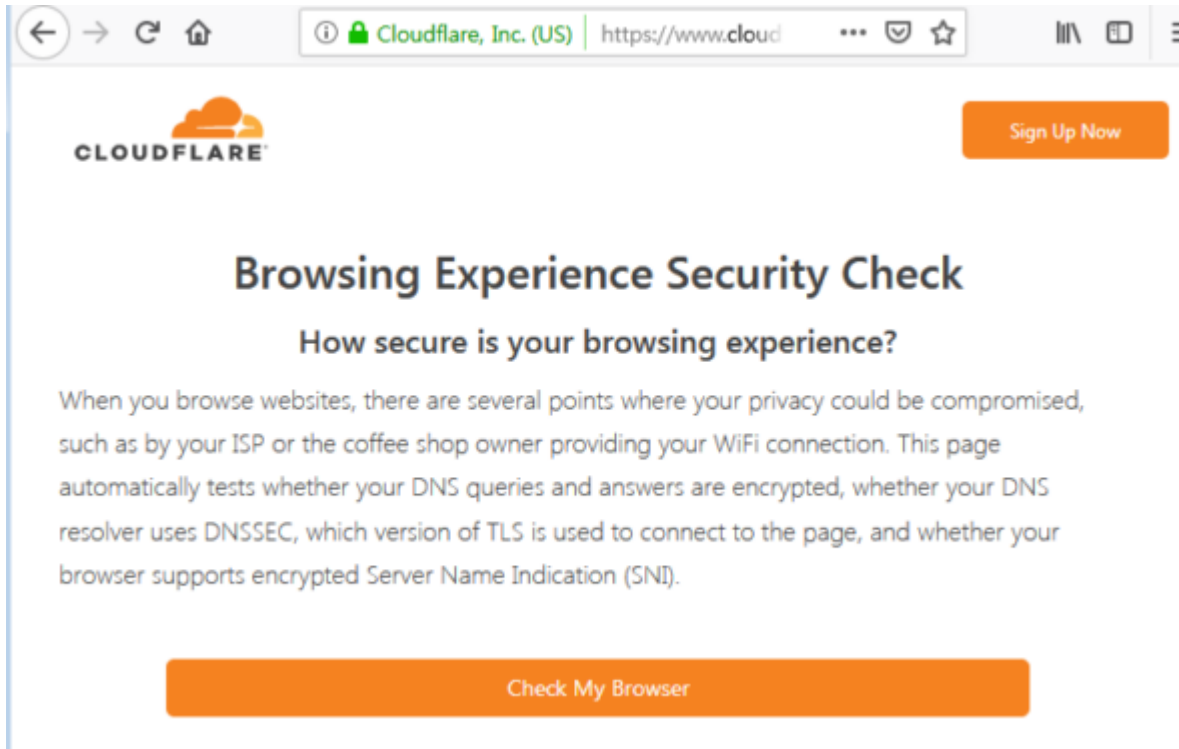 Cloudflare, Inc. (US) https://www.cloud
CLOUDFLARE
Sign Up Now
Browsing Experience Security Check
How secure is your browsing experience?
When you browse websites, there are several points where your privacy could be compromised,
such as by your ISP or the coffee shop owner providing your WiFi connection. This page
automatically tests whether your DNS queries and answers are encrypted, whether your DNS
resolver uses DNSSEC, which version of TLS is used to connect to the page, and whether your
browser supports encrypted Server Name Indication (SNI).
Check My Browser